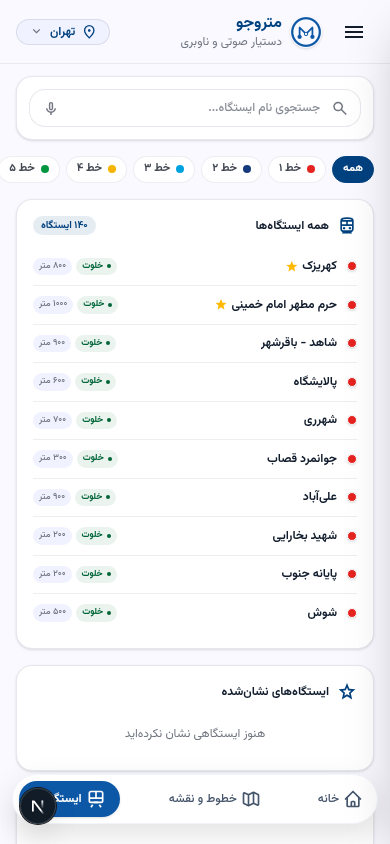 متروجو
دستیار صوتی و ناوبری
تهران
جستجوی نام ایستگاه...
همه
خط ۱
خط ۲
خط ۳
خط ۴
خط ۵
همه ایستگاه‌ها
۱۴۰ ایستگاه
کهریزک خلوت ۸۰۰ متر
حرم مطهر امام خمینی خلوت ۱۰۰۰ متر
شاهد - باقرشهر خلوت ۹۰۰ متر
پالایشگاه خلوت ۶۰۰ متر
شهرری خلوت ۷۰۰ متر
جوانمرد قصاب خلوت ۳۰۰ متر
علی‌آباد خلوت ۹۰۰ متر
شهید بخارایی خلوت ۲۰۰ متر
پایانه جنوب خلوت ۲۰۰ متر
شوش خلوت ۵۰۰ متر
ایستگاه‌های نشان‌شده
هنوز ایستگاهی نشان نکرده‌اید
خانه
خطوط و نقشه
N